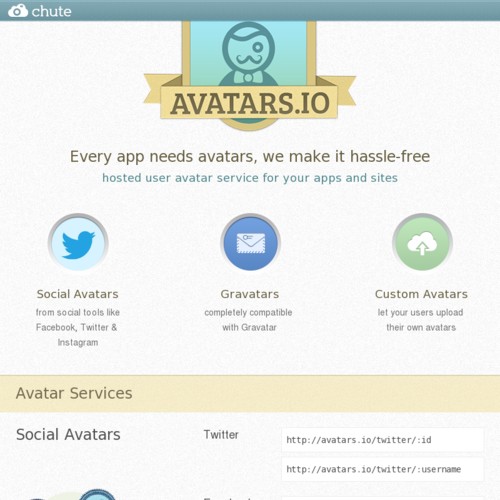 chute
AVATARS.IO
Every app needs avatars, we make it hassle-free
hosted user avatar service for your apps and sites
Social Avatars
from social tools like
Facebook, Twitter &
Instagram
Gravatars
completely compatible
with Gravatar
Custom Avatars
let your users upload
their own avatars
Avatar Services
Social Avatars
Twitter
http://avatars.io/twitter/:id
http://avatars.io/twitter/:username